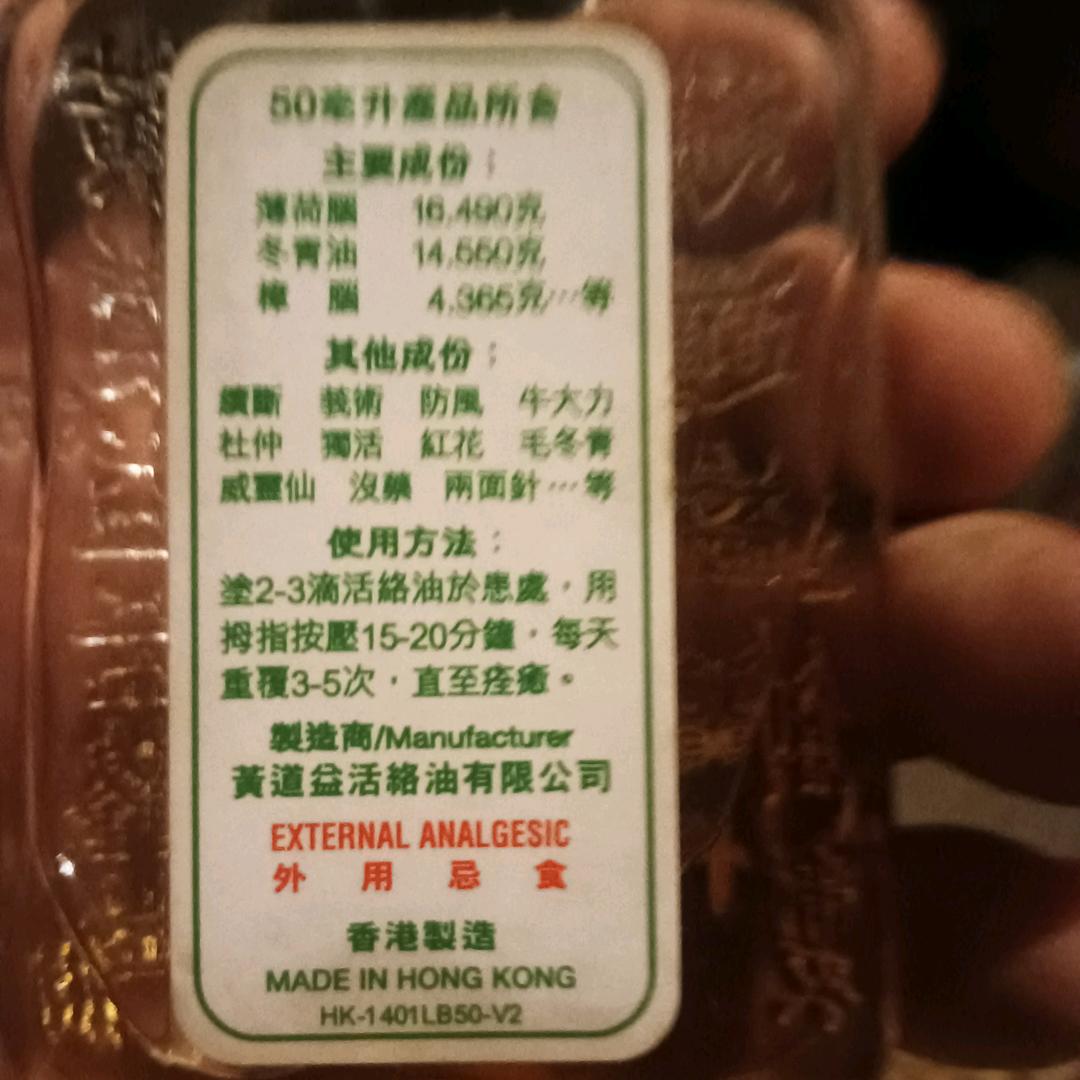 50毫升產品所含
主要成份：
薄荷腦 16.490克
冬青油 14.550克
樟腦 4.365克…等
其他成份：
續斷 莪術 防風 牛大力
杜仲 獨活 紅花 毛冬青
威靈仙 沒藥 兩面針…等
使用方法：
塗2-3滴活絡油於患處，用
拇指按壓15-20分鐘，每天
重覆3-5次，直至痊癒。
製造商/Manufacturer
黃道益活絡油有限公司
EXTERNAL ANALGESIC
外用忌食
香港製造
MADE IN HONG KONG
HK-1401LB50-V2